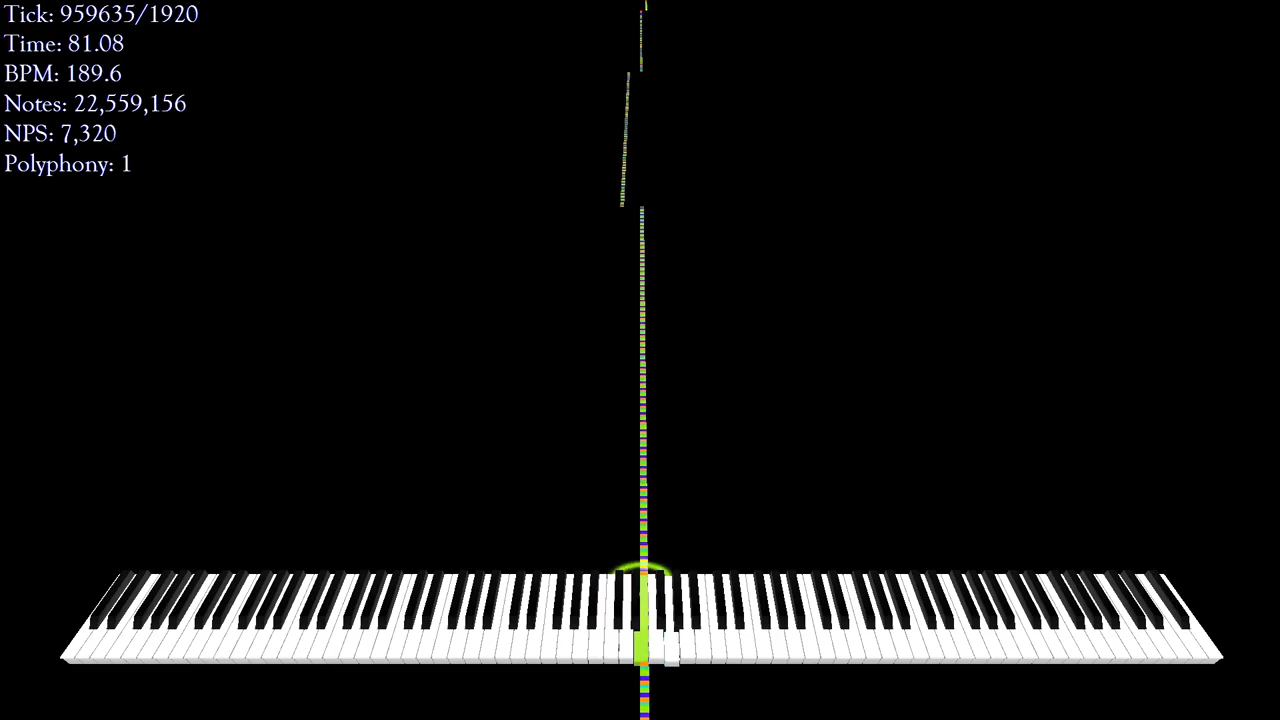 Tick: 959635/1920
Time: 81.08
BPM: 189.6
Notes: 22,559,156
NPS: 7,320
Polyphony: 1